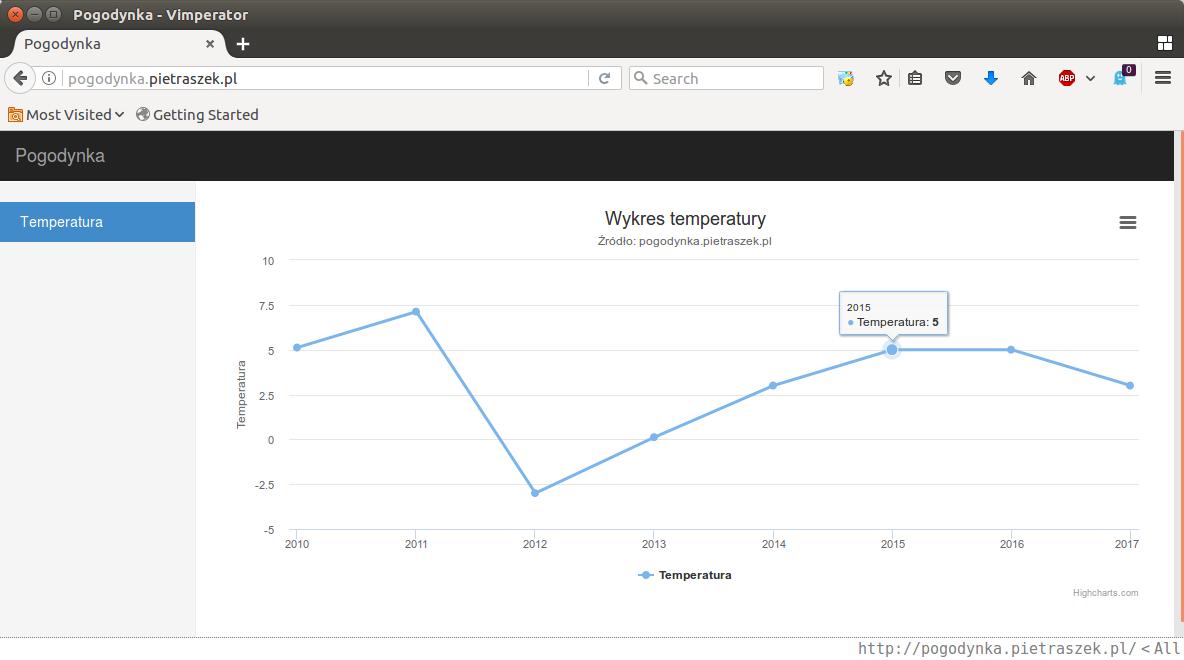 Pogodynka - Vimperator
Pogodynka
pogodynka.pietraszek.pl
Search
ABP
0
Most Visited
Getting Started
Pogodynka
Temperatura
Wykres temperatury
Źródło: pogodynka.pietraszek.pl
10
7.5
5
2.5
0
-2.5
-5
Temperatura
2015
Temperatura: 5
2010 2011 2012 2013 2014 2015 2016 2017
Temperatura
Highcharts.com
http://pogodynka.pietraszek.pl/ < All